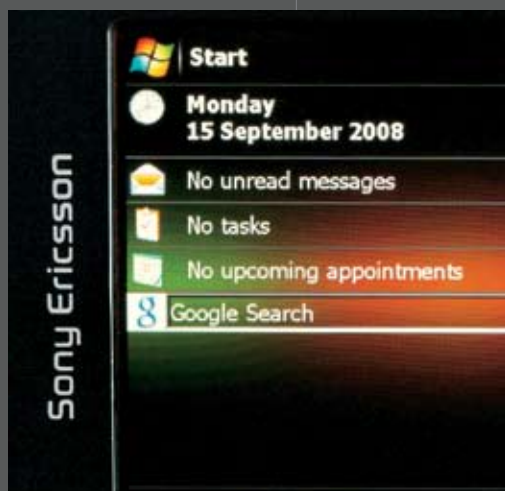 Sony Ericsson
Start
Monday
15 September 2008
No unread messages
No tasks
No upcoming appointments
g Google Search